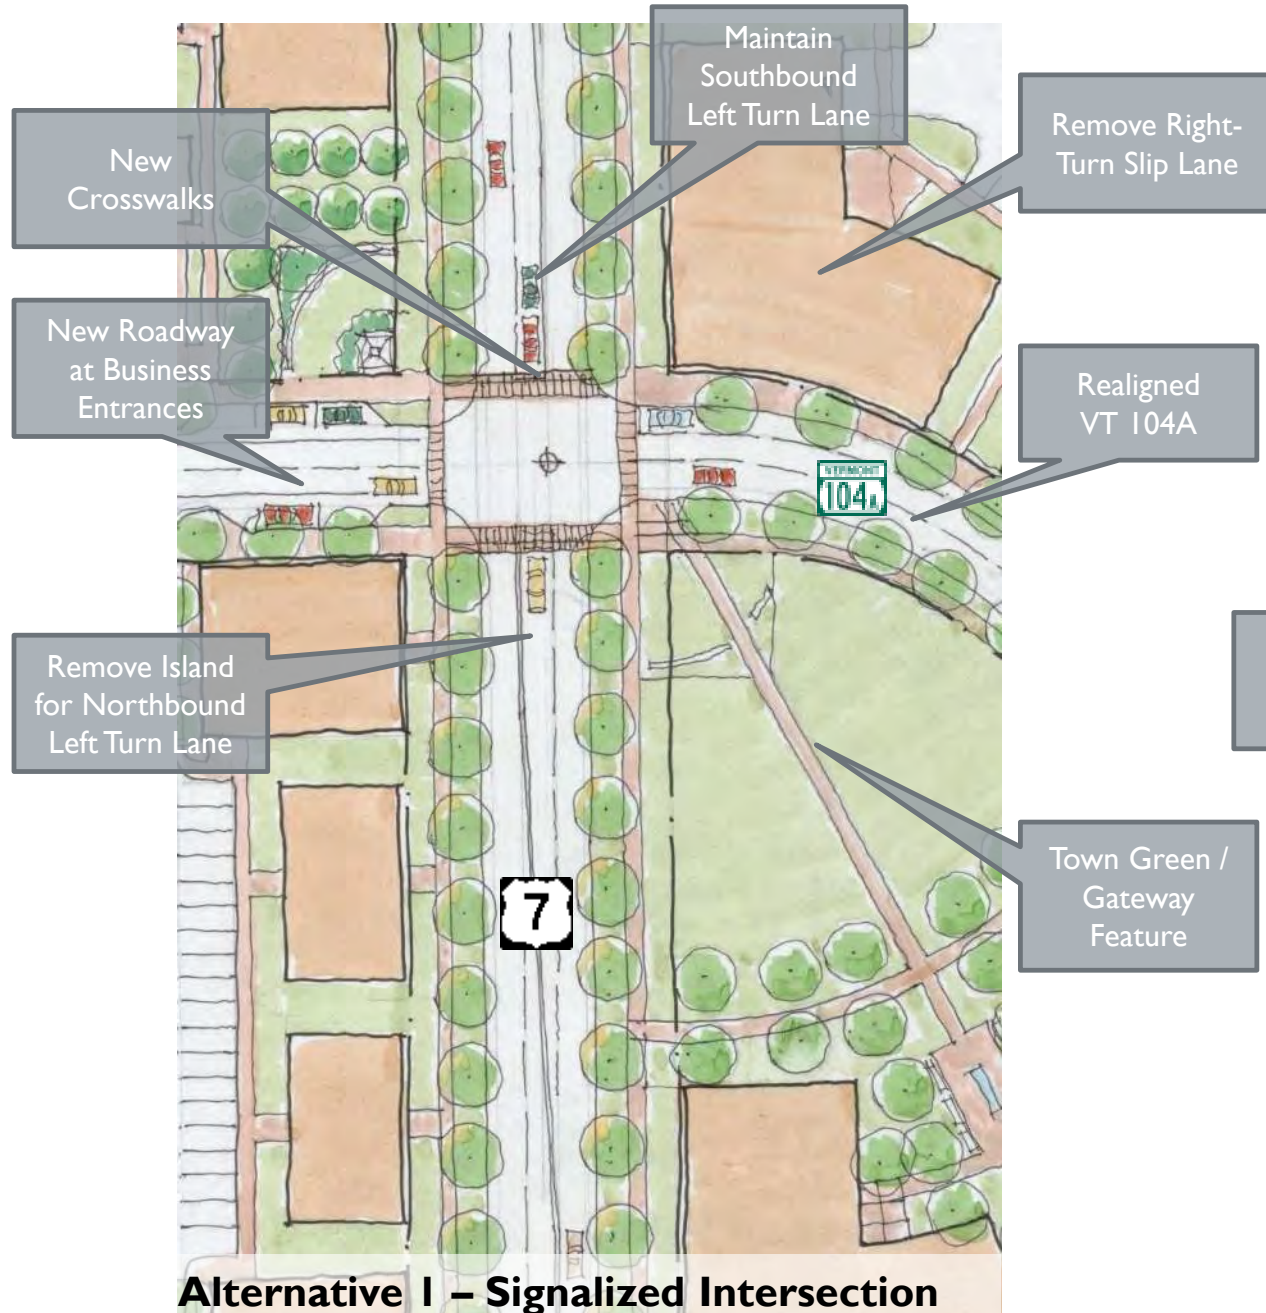 Maintain
Southbound
Left Turn Lane
New
Crosswalks
Remove Right-
Turn Slip Lane
New Roadway
at Business
Entrances
Realigned
VT 104A
VERMONT
104A
Remove Island
for Northbound
Left Turn Lane
7
Town Green /
Gateway
Feature
Alternative 1 – Signalized Intersection